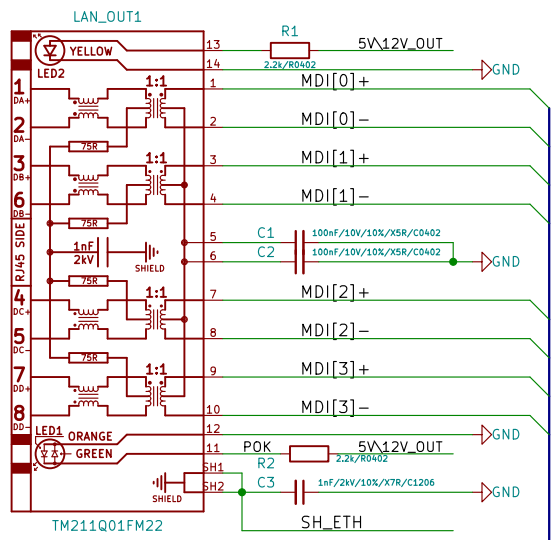 LAN_OUT1
R1
YELLOW 13 5V\12V_OUT
LED2 2.2k/R0402
14 GND
1 1:1 1 MDI[0]+
DA+
2 2 MDI[0]-
DA-
75R
3 1:1 3 MDI[1]+
DB+
6 4 MDI[1]-
DB-
75R
RJ45 SIDE
5 C1 100nF/10V/10%/X5R/C0402
1nF
2kV
SHIELD
6 C2 100nF/10V/10%/X5R/C0402 GND
75R
4 1:1 7 MDI[2]+
DC+
5 8 MDI[2]-
DC-
75R
7 1:1 9 MDI[3]+
DD+
8 10 MDI[3]-
DD-
LED1 ORANGE 12 GND
GREEN 11 POK 5V\12V_OUT
R2 2.2k/R0402
SH1
SHIELD
SH2 C3 1nF/2kV/10%/X7R/C1206 GND
TM211Q01FM22
SH_ETH